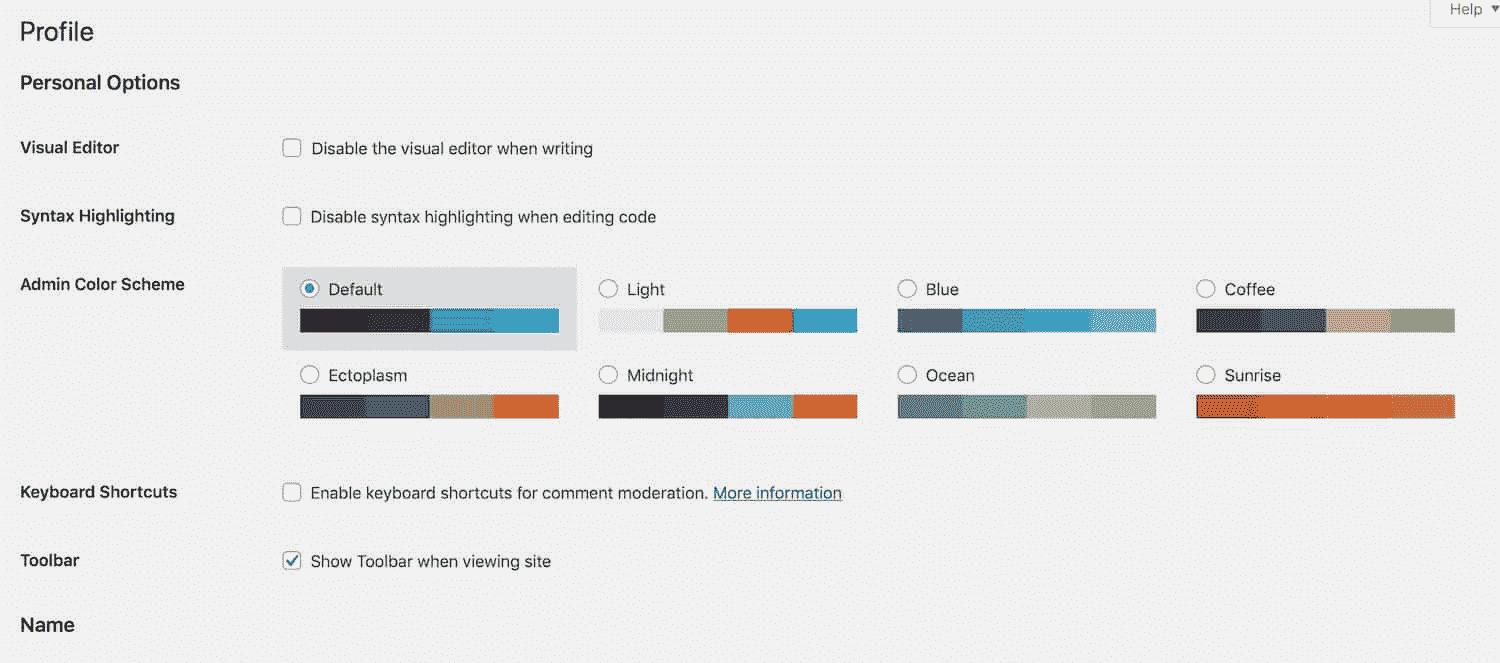 Help
Profile
Personal Options
Visual Editor Disable the visual editor when writing
Syntax Highlighting Disable syntax highlighting when editing code
Admin Color Scheme Default Light Blue Coffee
Ectoplasm Midnight Ocean Sunrise
Keyboard Shortcuts Enable keyboard shortcuts for comment moderation. More information
Toolbar Show Toolbar when viewing site
Name